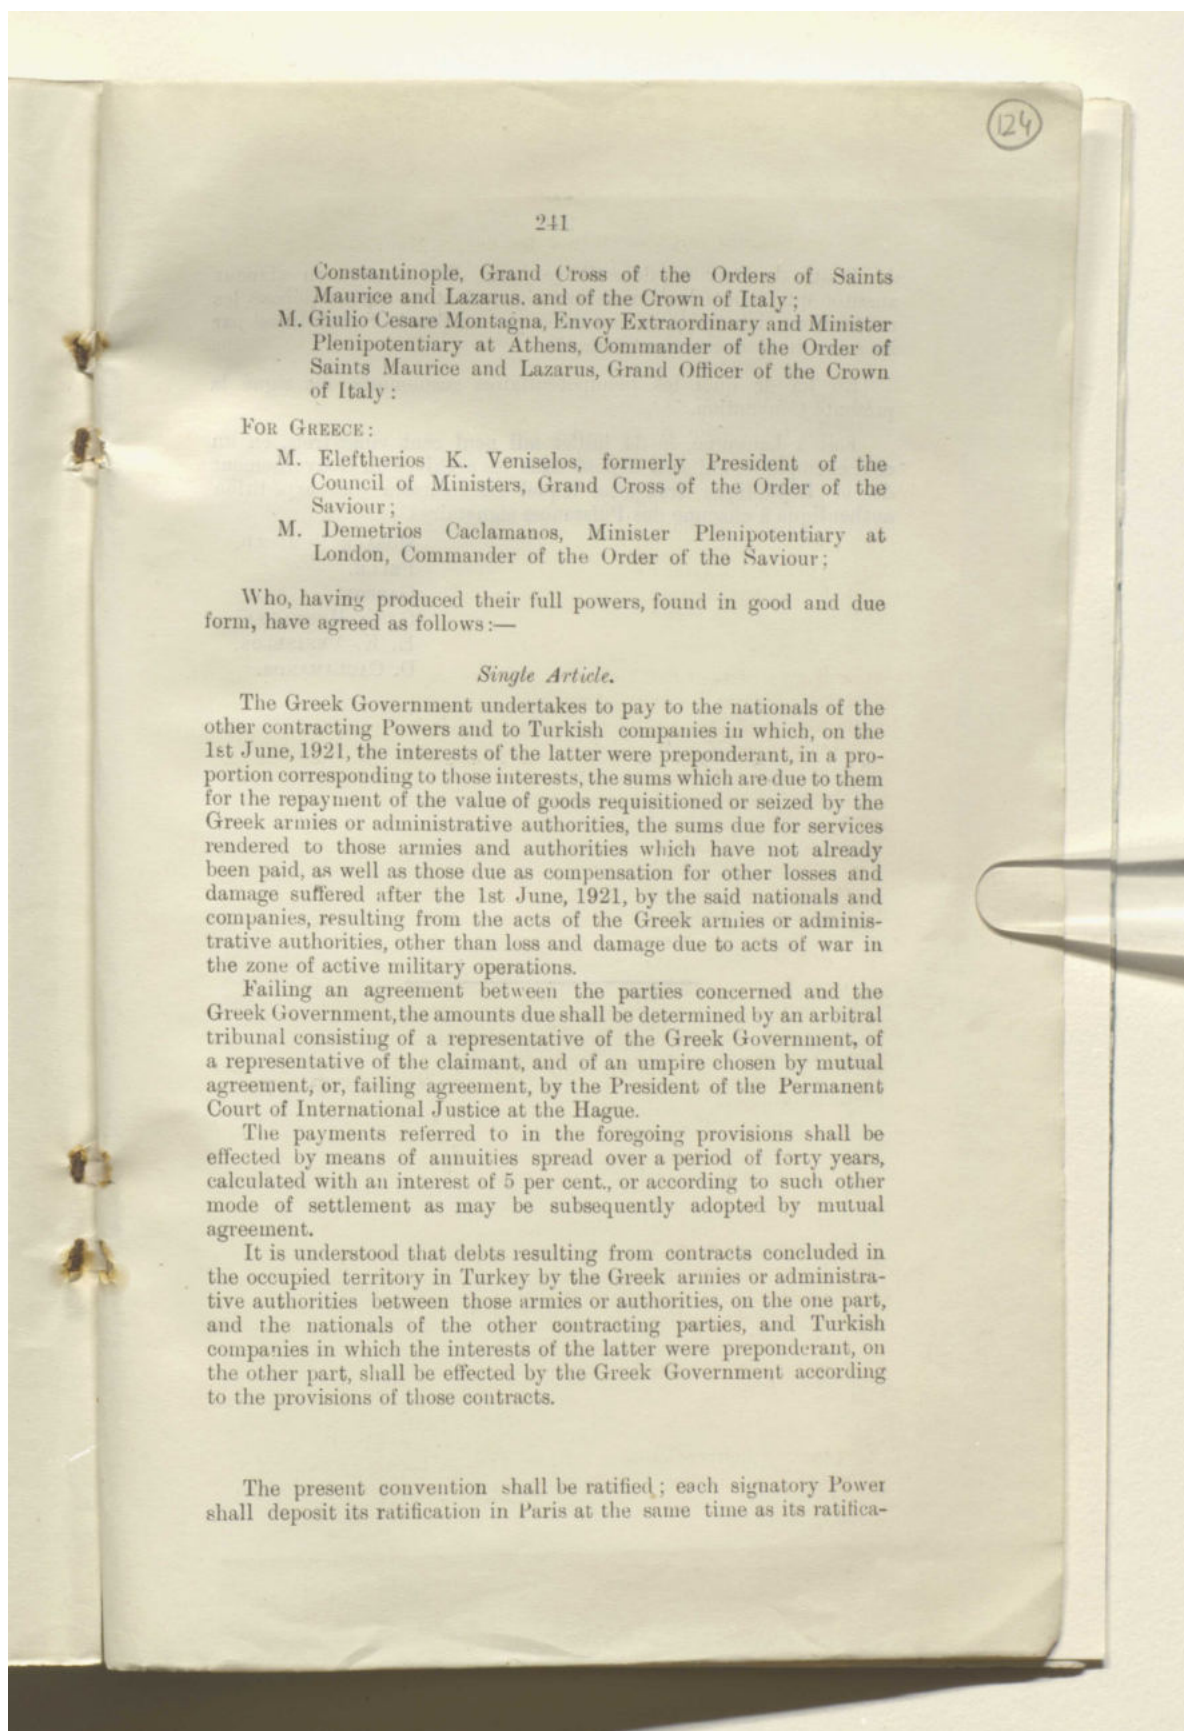 124
241
Constantinople, Grand Cross of the Orders of Saints
Maurice and Lazarus, and of the Crown of Italy;
M. Giulio Cesare Montagna, Envoy Extraordinary and Minister
Plenipotentiary at Athens, Commander of the Order of
Saints Maurice and Lazarus, Grand Officer of the Crown
of Italy:
FOR GREECE:
M. Eleftherios K. Veniselos, formerly President of the
Council of Ministers, Grand Cross of the Order of the
Saviour;
M. Demetrios Caclamanos, Minister Plenipotentiary at
London, Commander of the Order of the Saviour;
Who, having produced their full powers, found in good and due
form, have agreed as follows:—
Single Article.
The Greek Government undertakes to pay to the nationals of the
other contracting Powers and to Turkish companies in which, on the
1st June, 1921, the interests of the latter were preponderant, in a pro-
portion corresponding to those interests, the sums which are due to them
for the repayment of the value of goods requisitioned or seized by the
Greek armies or administrative authorities, the sums due for services
rendered to those armies and authorities which have not already
been paid, as well as those due as compensation for other losses and
damage suffered after the 1st June, 1921, by the said nationals and
companies, resulting from the acts of the Greek armies or adminis-
trative authorities, other than loss and damage due to acts of war in
the zone of active military operations.
Failing an agreement between the parties concerned and the
Greek Government, the amounts due shall be determined by an arbitral
tribunal consisting of a representative of the Greek Government, of
a representative of the claimant, and of an umpire chosen by mutual
agreement, or, failing agreement, by the President of the Permanent
Court of International Justice at the Hague.
The payments referred to in the foregoing provisions shall be
effected by means of annuities spread over a period of forty years,
calculated with an interest of 5 per cent., or according to such other
mode of settlement as may be subsequently adopted by mutual
agreement.
It is understood that debts resulting from contracts concluded in
the occupied territory in Turkey by the Greek armies or administra-
tive authorities between those armies or authorities, on the one part,
and the nationals of the other contracting parties, and Turkish
companies in which the interests of the latter were preponderant, on
the other part, shall be effected by the Greek Government according
to the provisions of those contracts.
The present convention shall be ratified; each signatory Power
shall deposit its ratification in Paris at the same time as its ratifica-